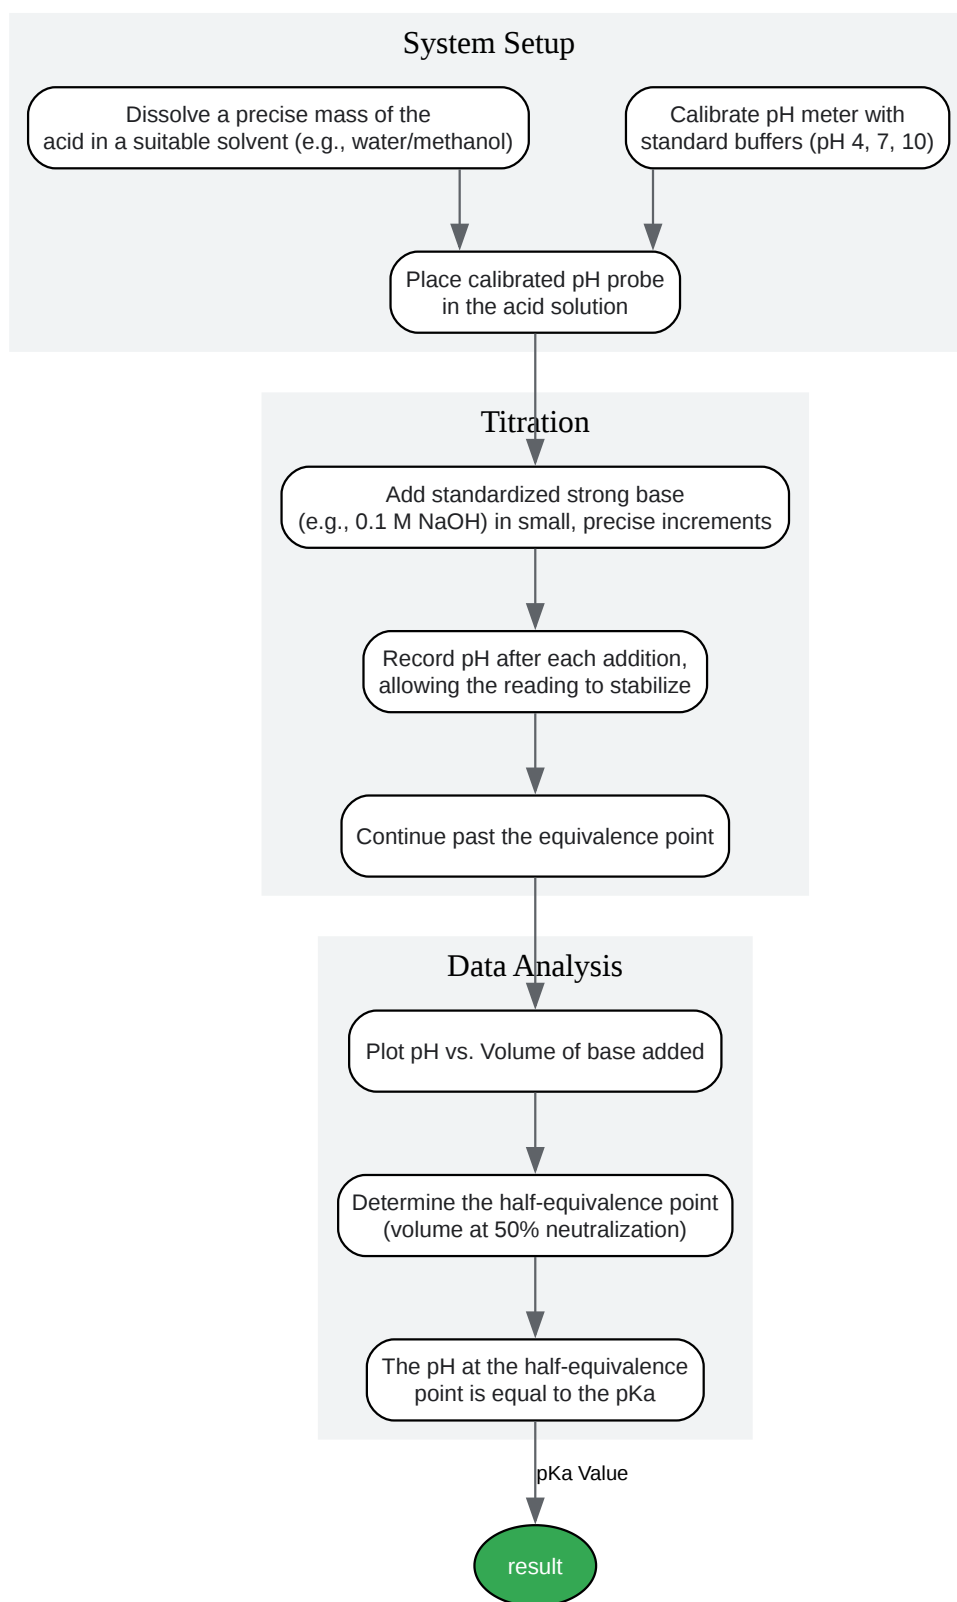 System Setup
Dissolve a precise mass of the
acid in a suitable solvent (e.g., water/methanol)
Calibrate pH meter with
standard buffers (pH 4, 7, 10)
Place calibrated pH probe
in the acid solution
Titration
Add standardized strong base
(e.g., 0.1 M NaOH) in small, precise increments
Record pH after each addition,
allowing the reading to stabilize
Continue past the equivalence point
Data Analysis
Plot pH vs. Volume of base added
Determine the half-equivalence point
(volume at 50% neutralization)
The pH at the half-equivalence
point is equal to the pKa
pKa Value
result